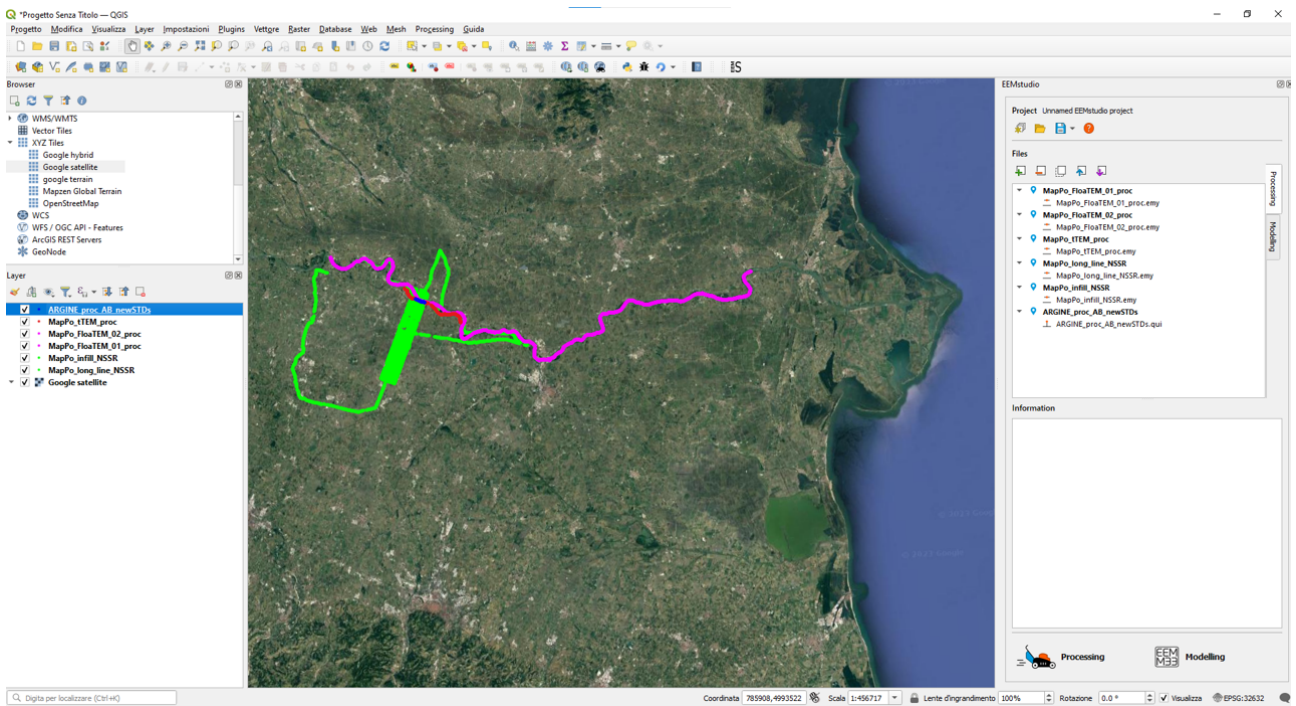 *Progetto Senza Titolo — QGIS
Progetto Modifica Visualizza Layer Impostazioni Plugins Vettore Raster Database Web Mesh Processing Guida
Browser
WMS/WMTS
Vector Tiles
XYZ Tiles
Google hybrid
Google satellite
google terrain
Mapzen Global Terrain
OpenStreetMap
WCS
WFS / OGC API - Features
ArcGIS REST Servers
GeoNode
Layer
ARGINE_proc_AB_newSTDs
MapPo_tTEM_proc
MapPo_FloaTEM_02_proc
MapPo_FloaTEM_01_proc
MapPo_infill_NSSR
MapPo_long_line_NSSR
Google satellite
EEMstudio
Project Unnamed EEMstudio project
Files
MapPo_FloaTEM_01_proc
MapPo_FloaTEM_01_proc.emy
MapPo_FloaTEM_02_proc
MapPo_FloaTEM_02_proc.emy
MapPo_tTEM_proc
MapPo_tTEM_proc.emy
MapPo_long_line_NSSR
MapPo_long_line_NSSR.emy
MapPo_infill_NSSR
MapPo_infill_NSSR.emy
ARGINE_proc_AB_newSTDs
ARGINE_proc_AB_newSTDs.qui
Processing
Modelling
Information
Processing
EEM
Modelling
Digita per localizzare (Ctrl+K)
Coordinata 785908,4993522 Scala 1:456717 Lente d'ingrandimento 100% Rotazione 0.0 ° Visualizza EPSG:32632